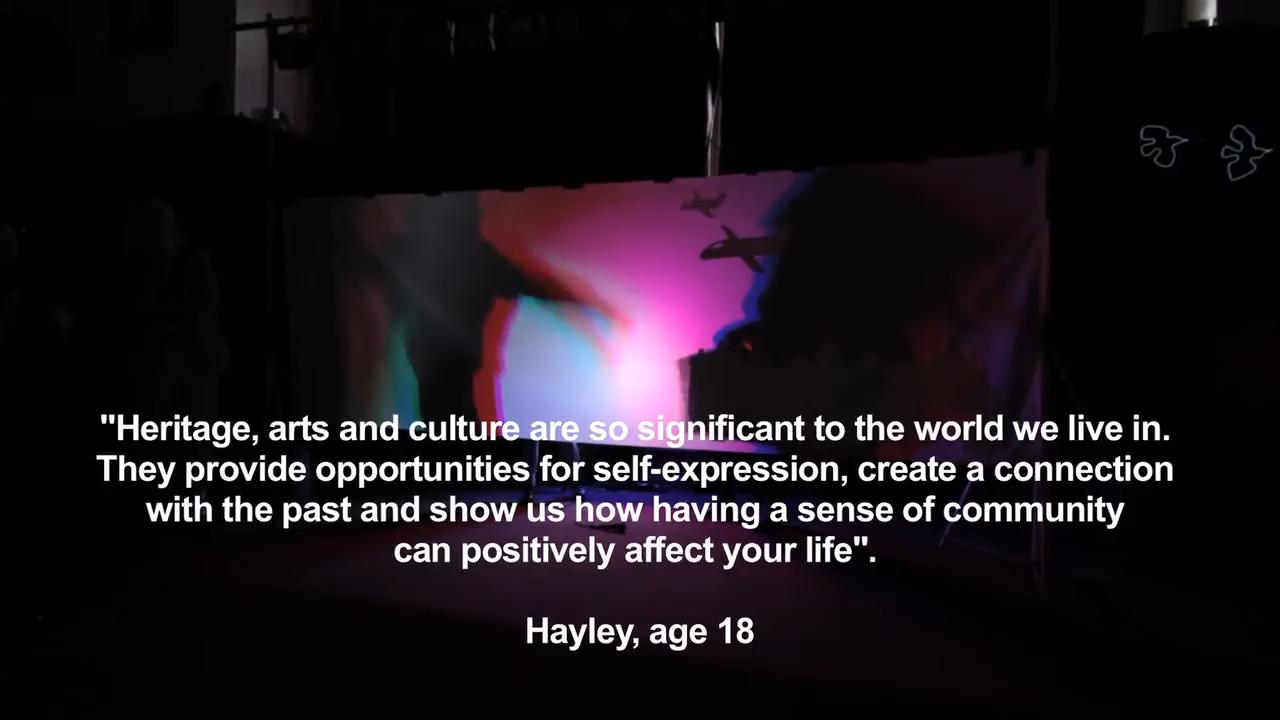 "Heritage, arts and culture are so significant to the world we live in.
They provide opportunities for self-expression, create a connection
with the past and show us how having a sense of community
can positively affect your life".
Hayley, age 18